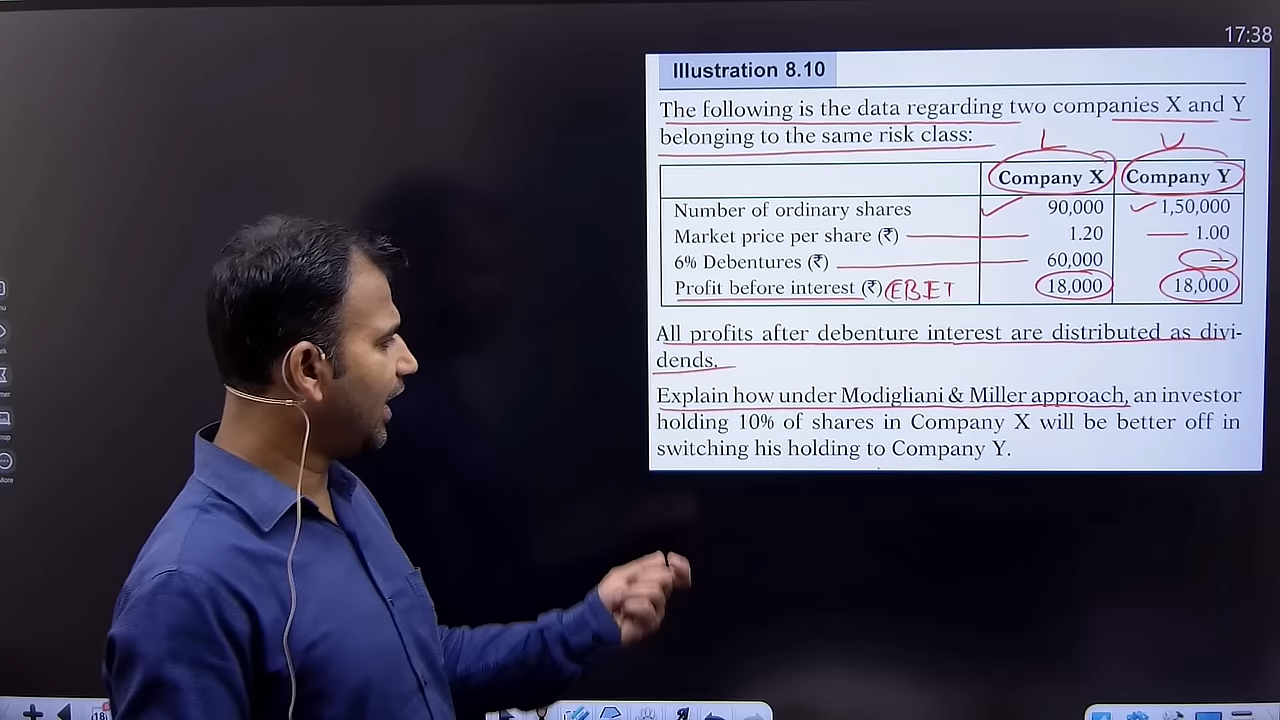 17:38
Illustration 8.10
The following is the data regarding two companies X and Y
belonging to the same risk class:
L U
Company X Company Y
Number of ordinary shares 90,000 1,50,000
Market price per share (₹) 1.20 1.00
6% Debentures (₹) 60,000 —
Profit before interest (₹) EBIT 18,000 18,000
All profits after debenture interest are distributed as divi-
dends.
Explain how under Modigliani & Miller approach, an investor
holding 10% of shares in Company X will be better off in
switching his holding to Company Y.
More